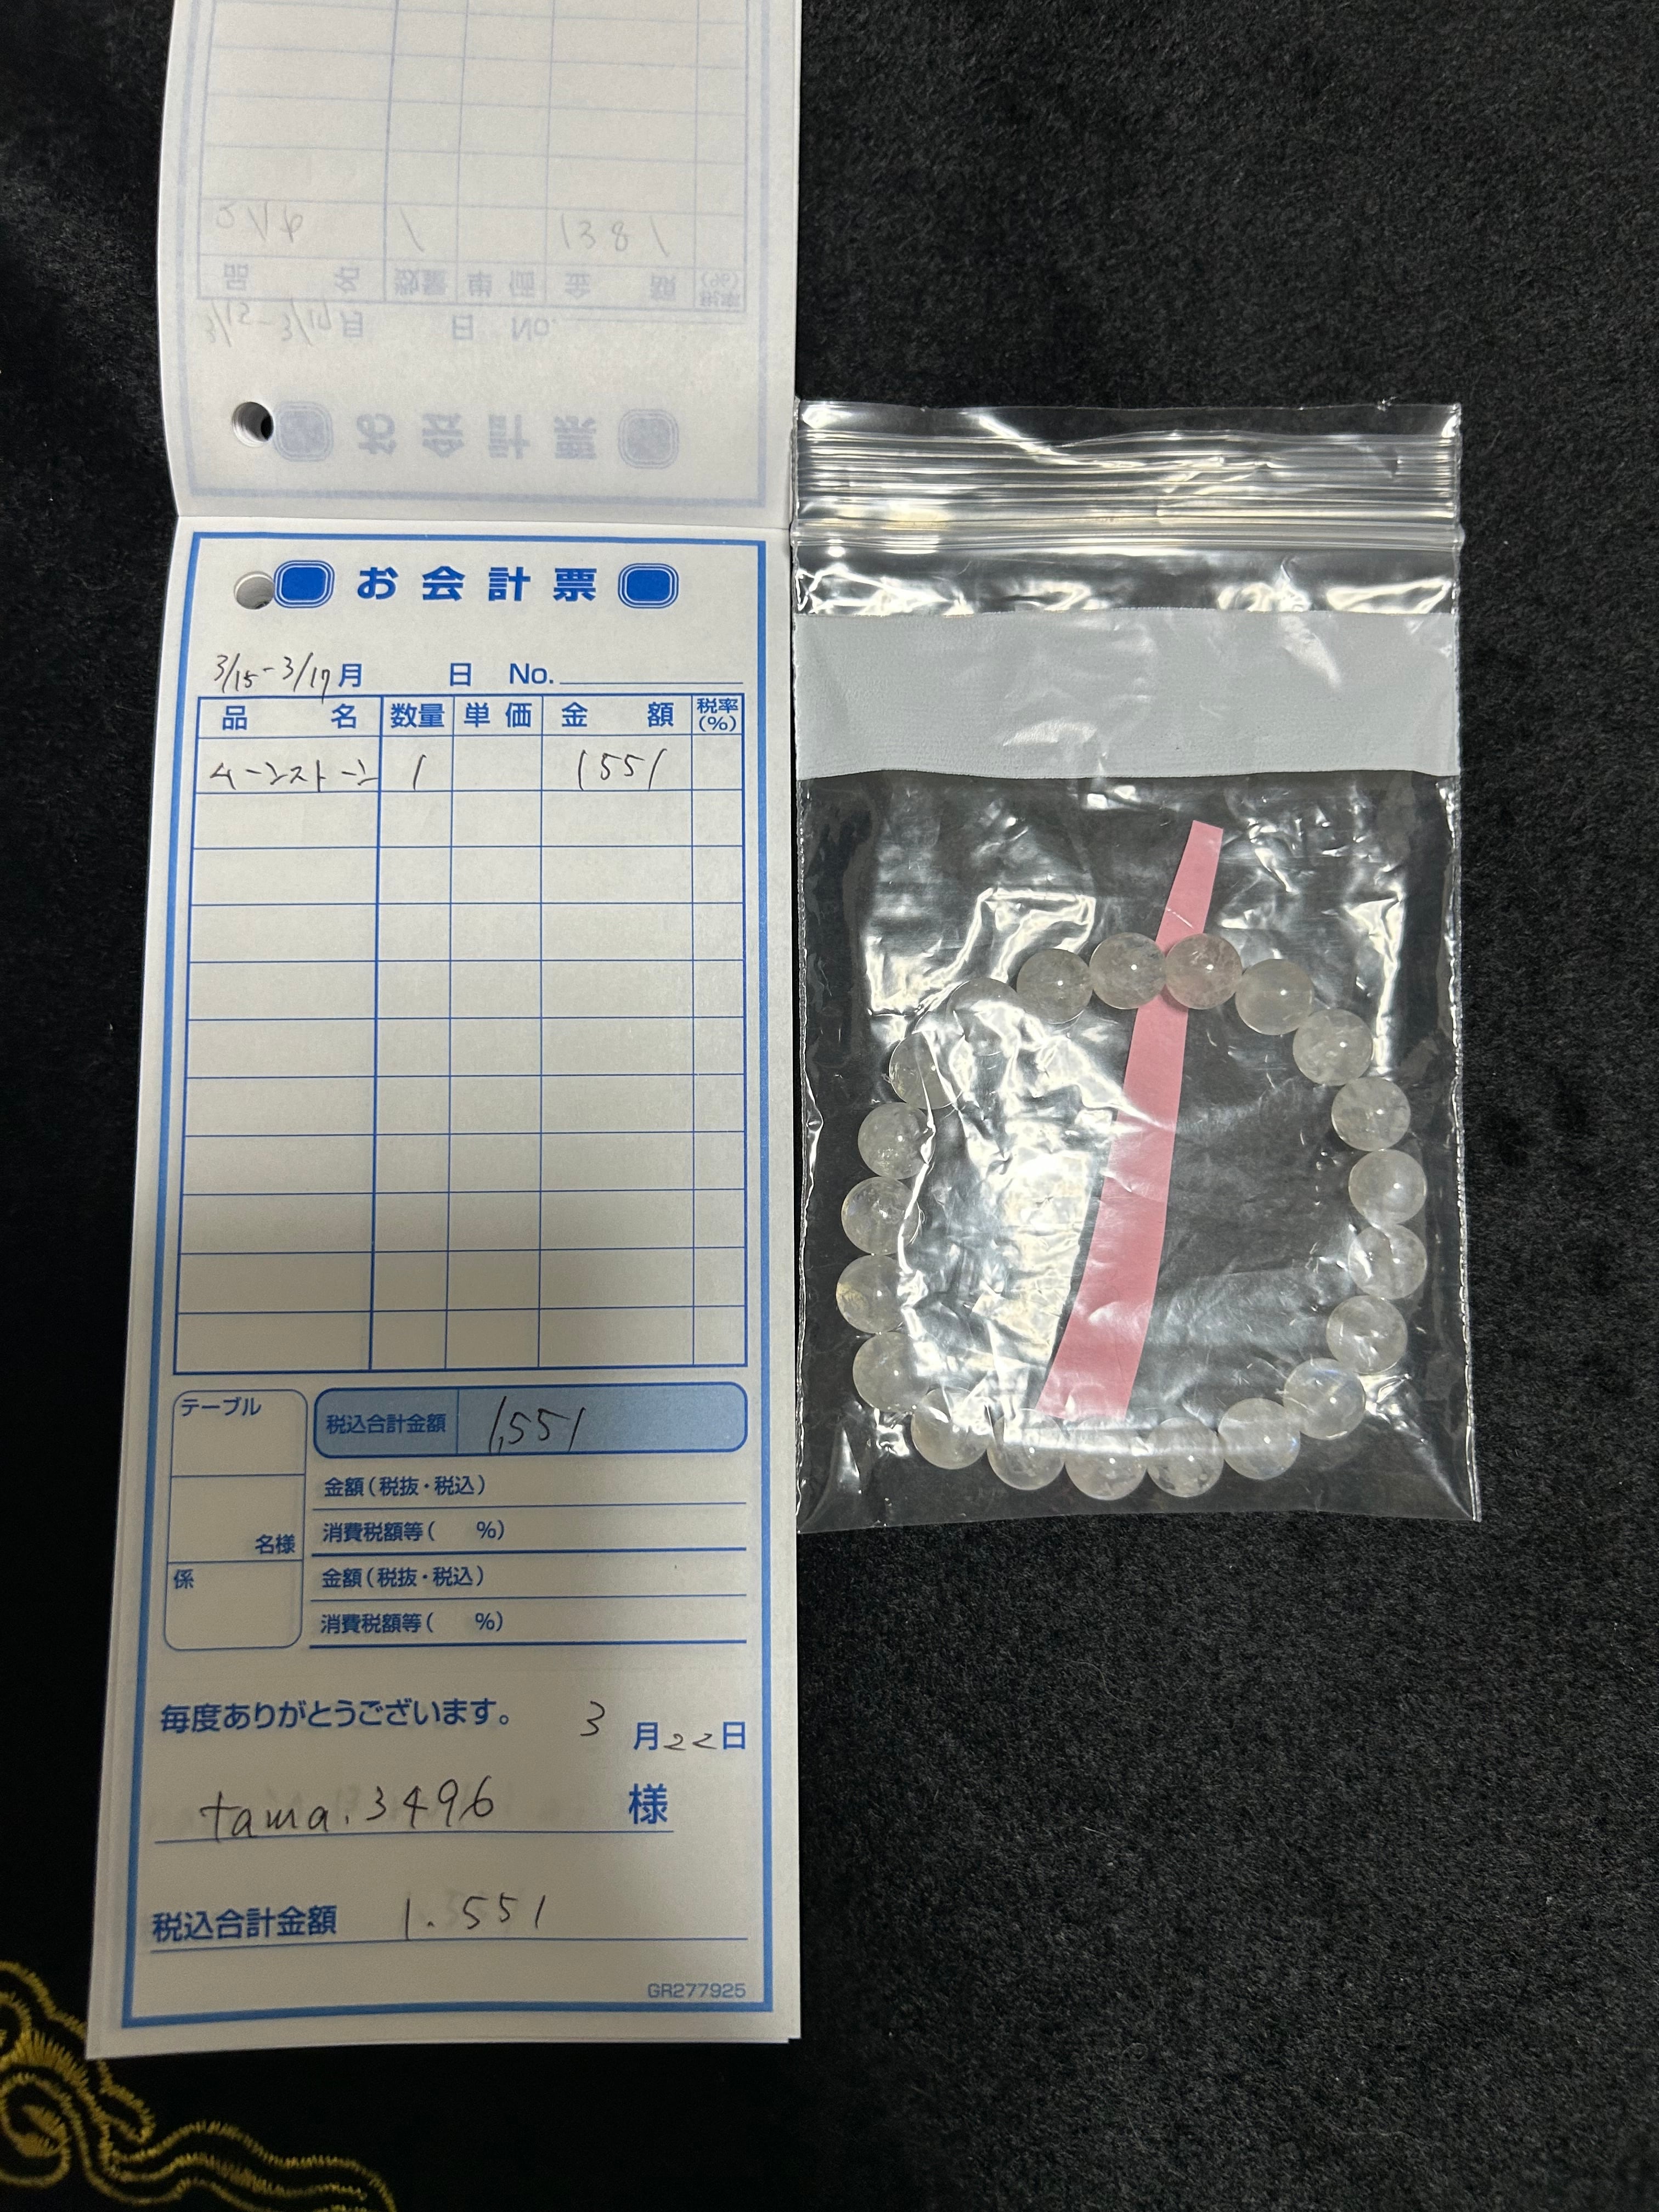 お会計票
3/15-3/17月 日 No.
品名 数量 単価 金額 税率(%)
ムーンストーン 1 1551
テーブル
名様
係
税込合計金額 1,551
金額(税抜・税込)
消費税額等( %)
金額(税抜・税込)
消費税額等( %)
毎度ありがとうございます。 3月22日
tama.3496 様
税込合計金額 1.551
GR277925